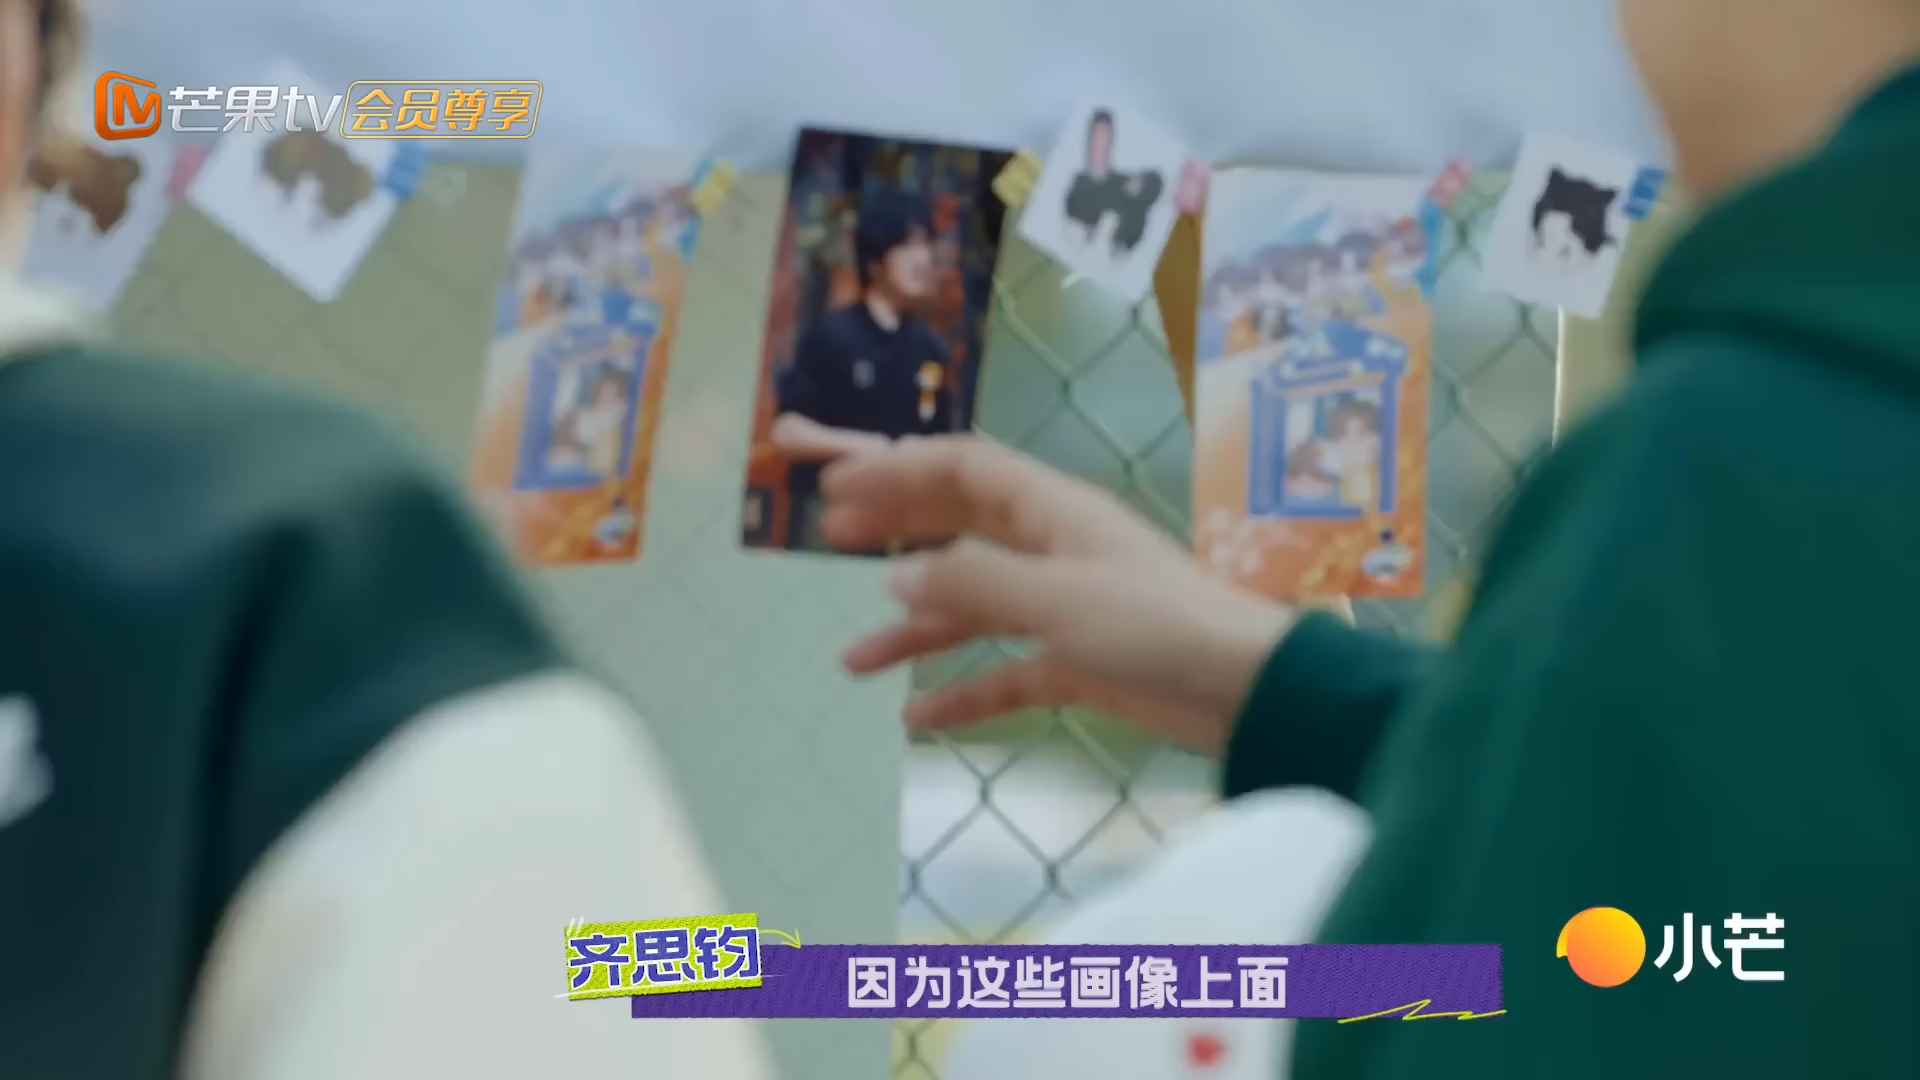 芒果tv会员尊享
齐思钧
因为这些画像上面
小芒